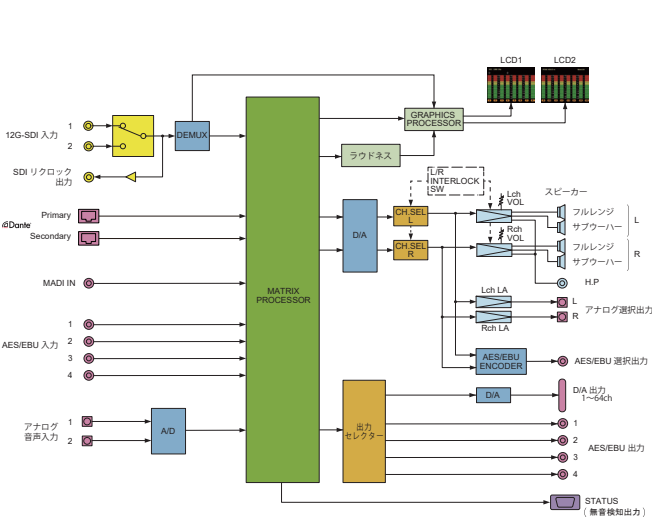 LCD1
LCD2
GRAPHICS
PROCESSOR
12G-SDI 入力
1
2
DEMUX
ラウドネス
SDI リクロック
出力
L/R
INTERLOCK
SW
Lch
VOL
スピーカー
Dante
Primary
Secondary
D/A
CH.SEL
L
CH.SEL
R
Rch
VOL
フルレンジ
サブウーハー
L
フルレンジ
サブウーハー
R
H.P
MADI IN
MATRIX
PROCESSOR
Lch LA
Rch LA
L
R
アナログ選択出力
AES/EBU 入力
1
2
3
4
AES/EBU
ENCODER
AES/EBU 選択出力
D/A
D/A 出力
1～64ch
アナログ
音声入力
1
2
A/D
出力
セレクター
1
2
3
4
AES/EBU 出力
STATUS
( 無音検知出力 )